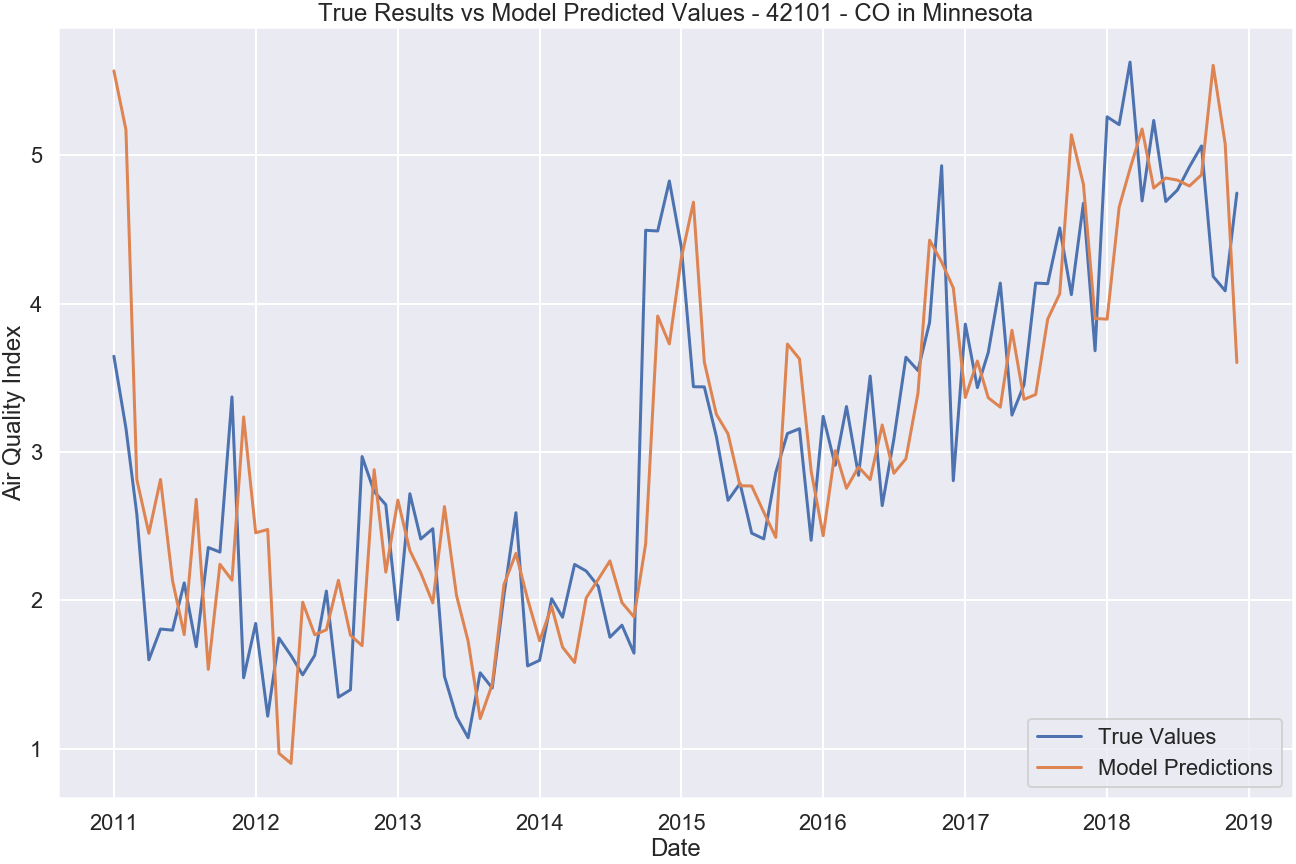 True Results vs Model Predicted Values - 42101 - CO in Minnesota
Air Quality Index
5
4
3
2
1
2011 2012 2013 2014 2015 2016 2017 2018 2019
Date
True Values
Model Predictions